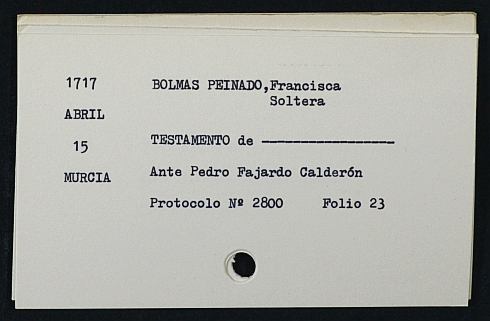 1717 BOLMAS PEINADO,Francisca
Soltera
ABRIL
15 TESTAMENTO de -----------------
MURCIA Ante Pedro Fajardo Calderón
Protocolo Nº 2800 Folio 23